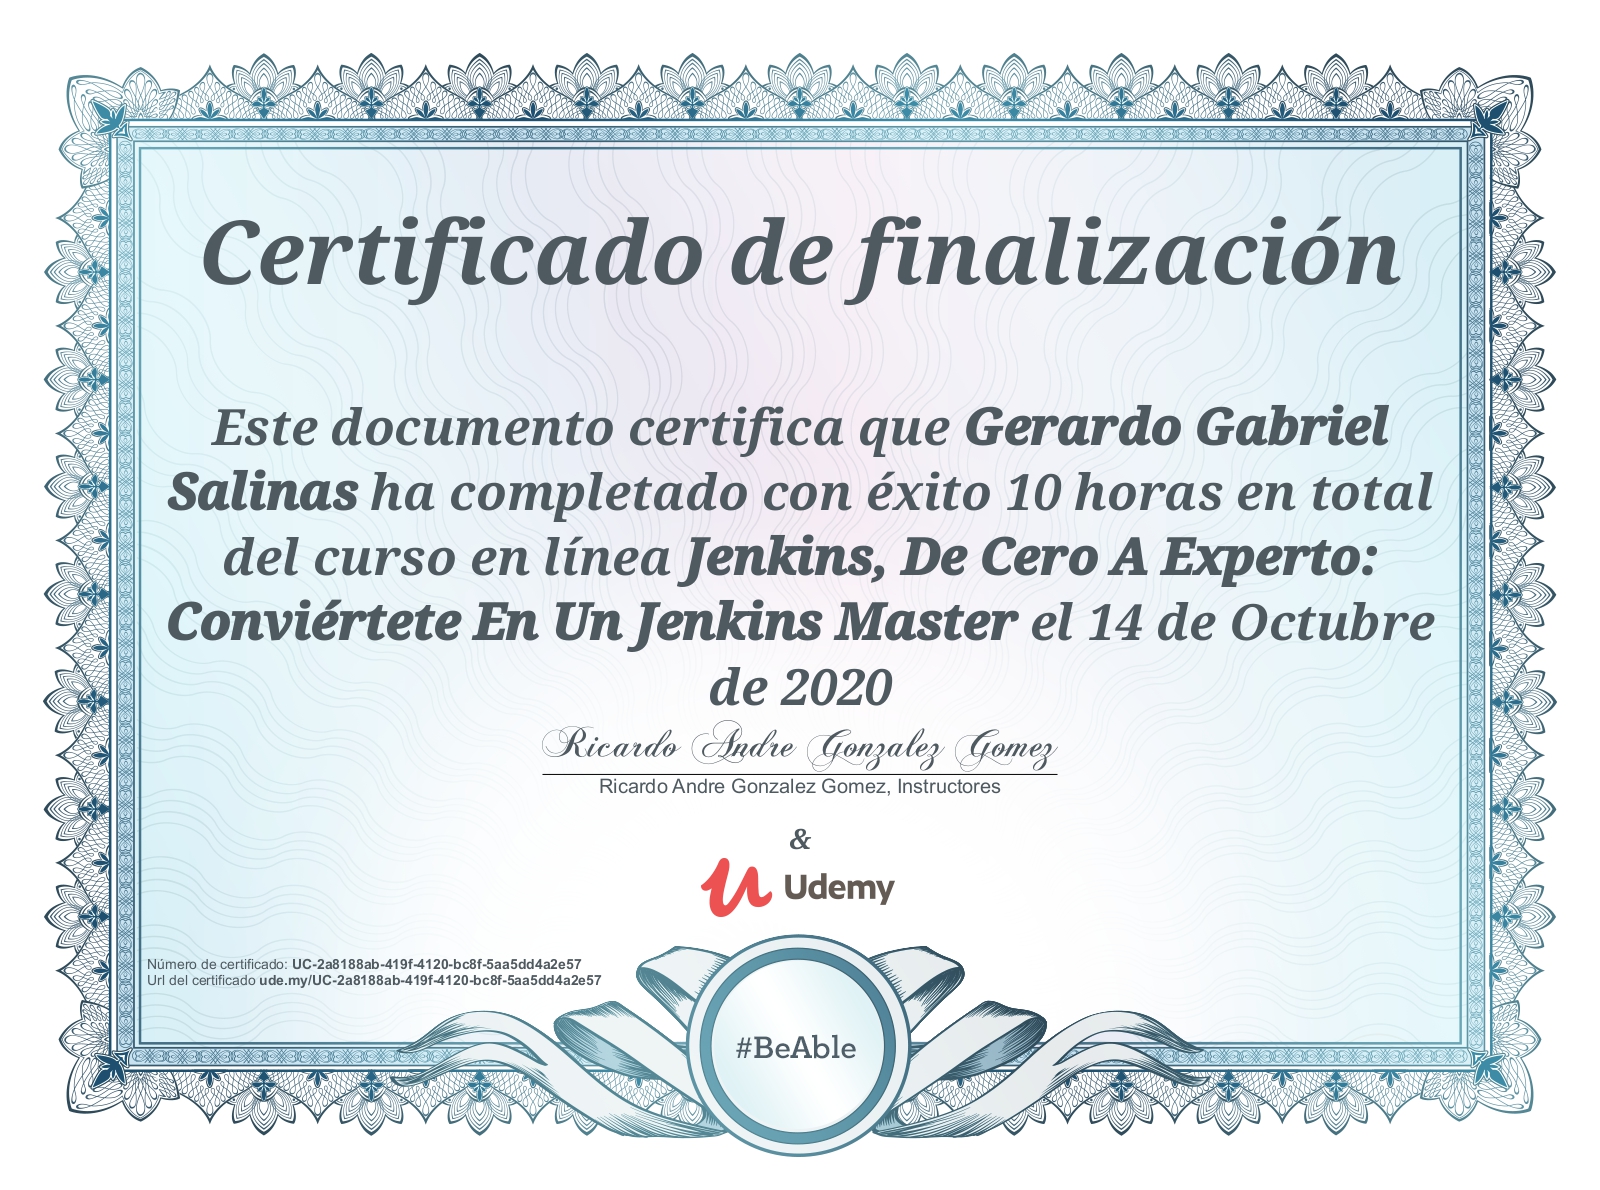 Certificado de finalización
Este documento certifica que Gerardo Gabriel
Salinas ha completado con éxito 10 horas en total
del curso en línea Jenkins, De Cero A Experto:
Conviértete En Un Jenkins Master el 14 de Octubre
de 2020
Ricardo Andre Gonzalez Gomez
Ricardo Andre Gonzalez Gomez, Instructores
&
Udemy
Número de certificado: UC-2a8188ab-419f-4120-bc8f-5aa5dd4a2e57
Url del certificado ude.my/UC-2a8188ab-419f-4120-bc8f-5aa5dd4a2e57
#BeAble